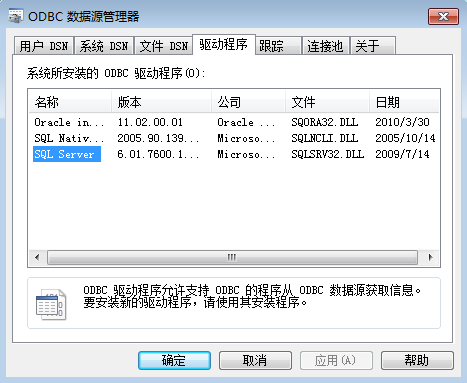 ODBC 数据源管理器
用户 DSN 系统 DSN 文件 DSN 驱动程序 跟踪 连接池 关于
系统所安装的 ODBC 驱动程序(O):
名称 版本 公司 文件 日期
Oracle in... 11.02.00.01 Oracle ... SQORA32.DLL 2010/3/30
SQL Nativ... 2005.90.139... Microso... SQLNCLI.DLL 2005/10/14
SQL Server 6.01.7600.1... Microso... SQLSRV32.DLL 2009/7/14
ODBC 驱动程序允许支持 ODBC 的程序从 ODBC 数据源获取信息。
要安装新的驱动程序，请使用其安装程序。
确定 取消 应用(A) 帮助